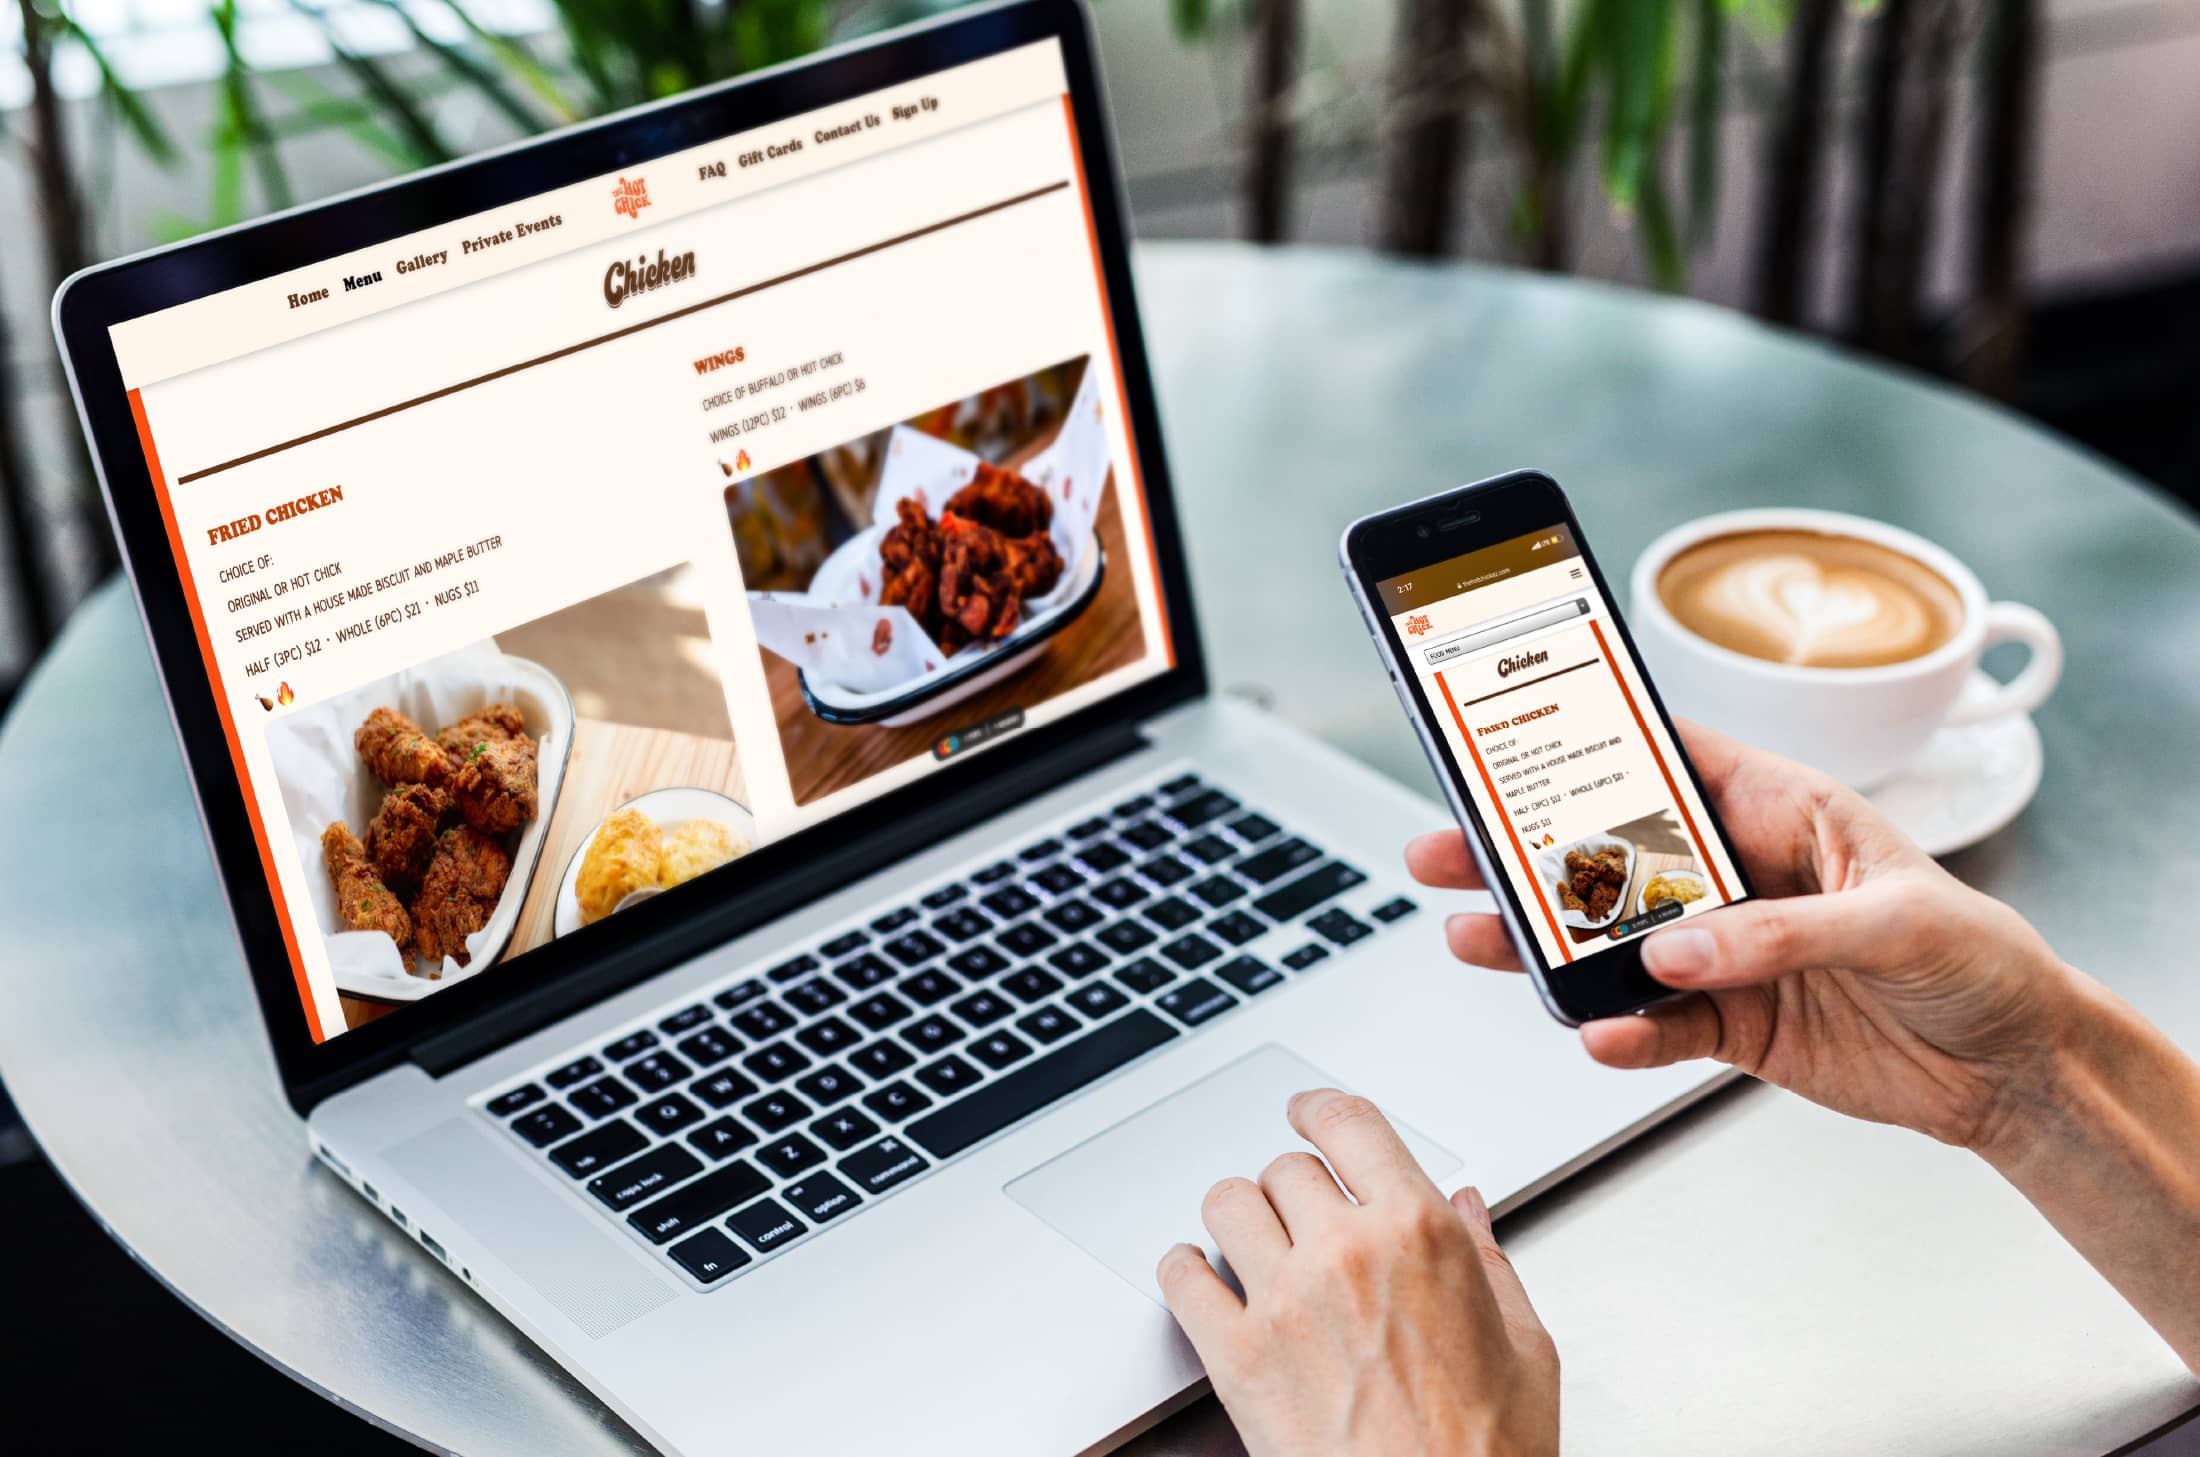 Home Menu Gallery Private Events THE HOT CHICK FAQ Gift Cards Contact Us Sign Up
Chicken
FRIED CHICKEN
CHOICE OF:
ORIGINAL OR HOT CHICK
SERVED WITH A HOUSE MADE BISCUIT AND MAPLE BUTTER
HALF (3PC) $12 · WHOLE (6PC) $21 · NUGS $11
WINGS
CHOICE OF BUFFALO OR HOT CHICK
WINGS (12PC) $12 · WINGS (6PC) $6
2:17
LTE
THE HOT CHICK
FOOD MENU
Chicken
FRIED CHICKEN
CHOICE OF:
ORIGINAL OR HOT CHICK
SERVED WITH A HOUSE MADE BISCUIT AND
MAPLE BUTTER
HALF (3PC) $12 · WHOLE (6PC) $21 ·
NUGS $11
Q W E
tab A S D F
caps lock Z X C V
shift
fn control option command